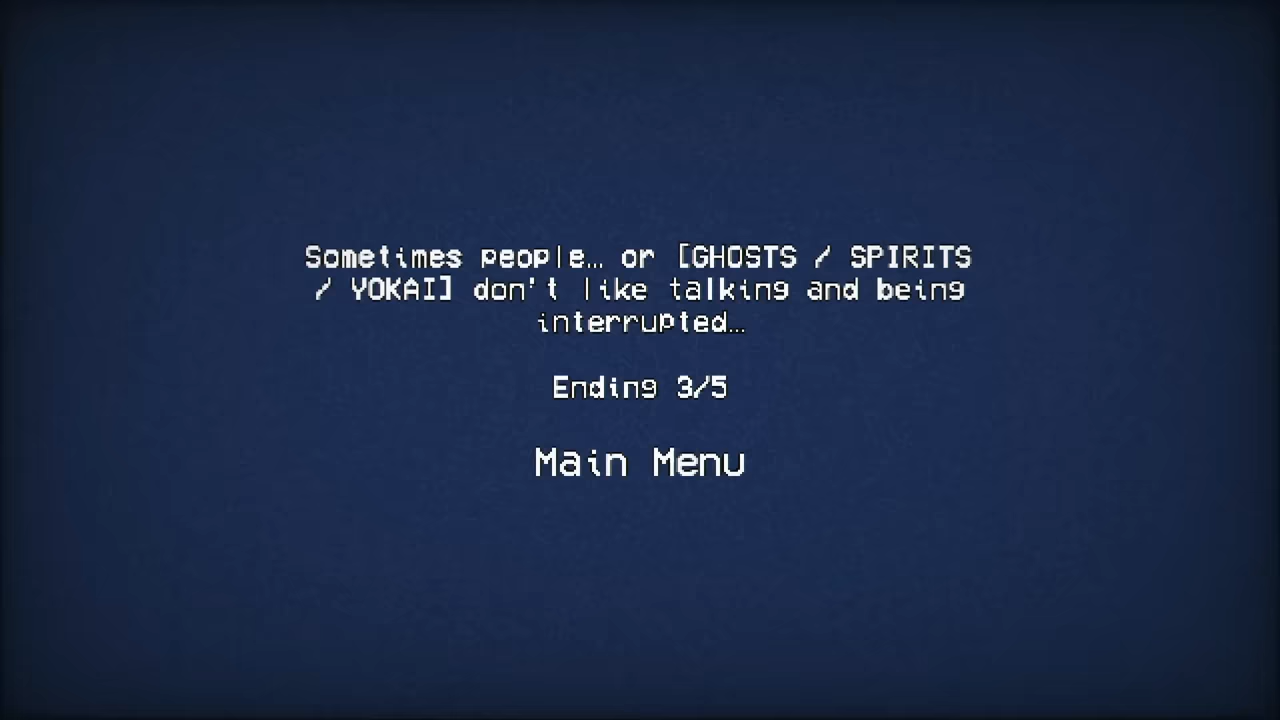 Sometimes people… or [GHOSTS / SPIRITS
/ YOKAI] don't like talking and being
interrupted…
Ending 3/5
Main Menu